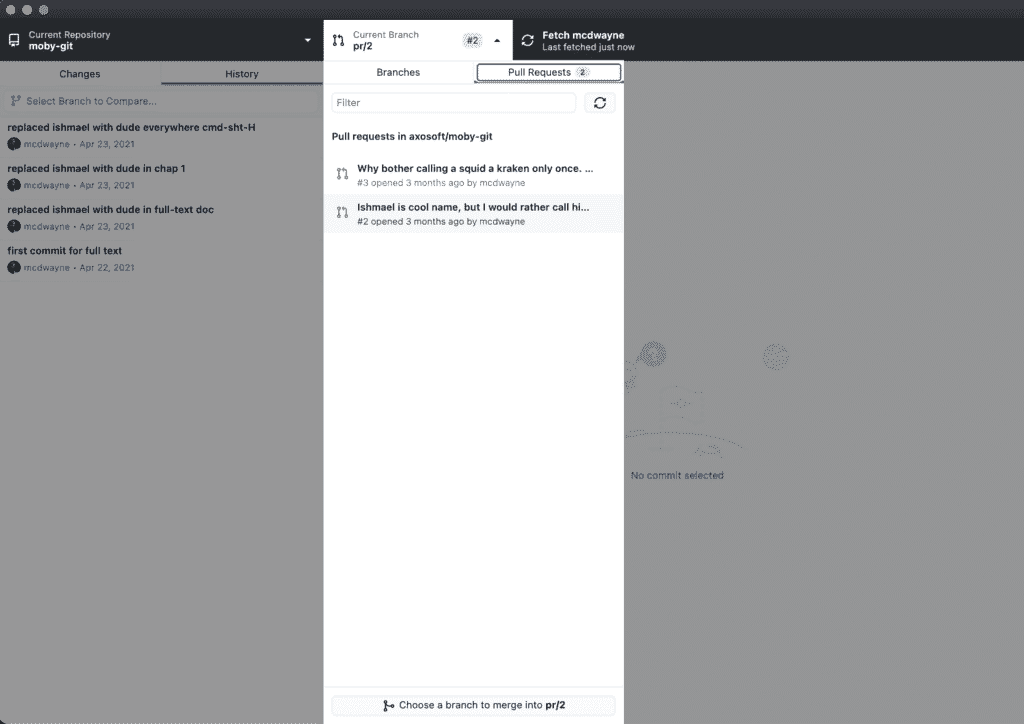 Current Repository
moby-git
Current Branch
pr/2
#2
Fetch mcdwayne
Last fetched just now
Changes
History
Select Branch to Compare...
replaced ishmael with dude everywhere cmd-sht-H
mcdwayne • Apr 23, 2021
replaced ishmael with dude in chap 1
mcdwayne • Apr 23, 2021
replaced ishmael with dude in full-text doc
mcdwayne • Apr 23, 2021
first commit for full text
mcdwayne • Apr 22, 2021
Branches
Pull Requests 2
Filter
Pull requests in axosoft/moby-git
Why bother calling a squid a kraken only once. ...
#3 opened 3 months ago by mcdwayne
Ishmael is cool name, but I would rather call hi...
#2 opened 3 months ago by mcdwayne
No commit selected
Choose a branch to merge into pr/2